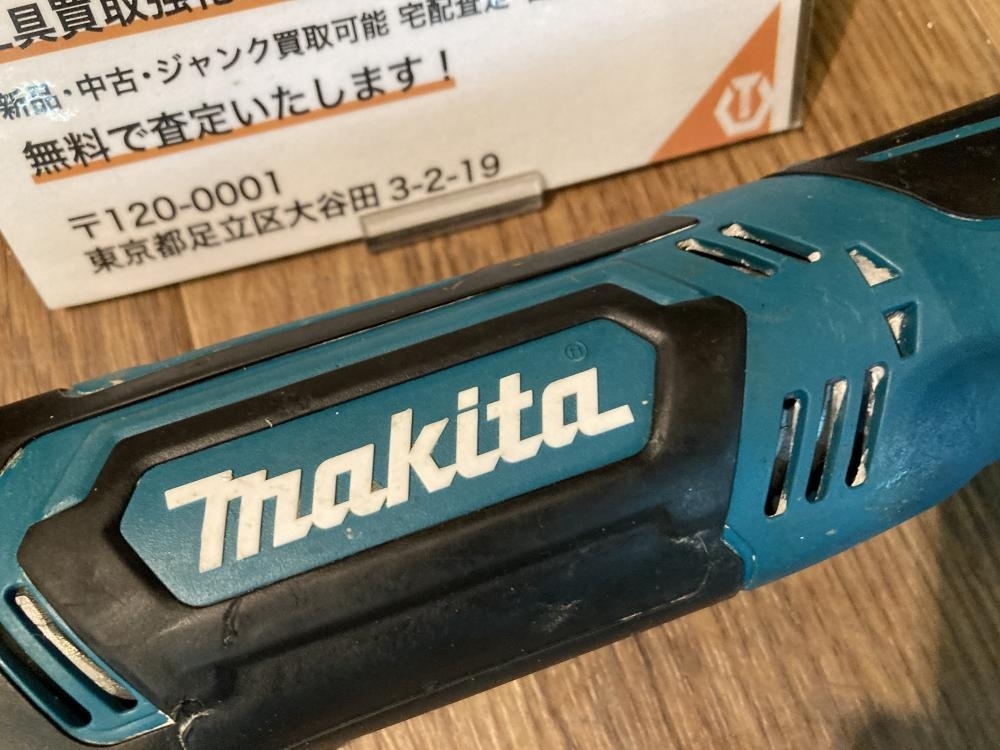 具買取強化
新品・中古・ジャンク買取可能 宅配査定
無料で査定いたします！
〒120-0001
東京都足立区大谷田 3-2-19
makita